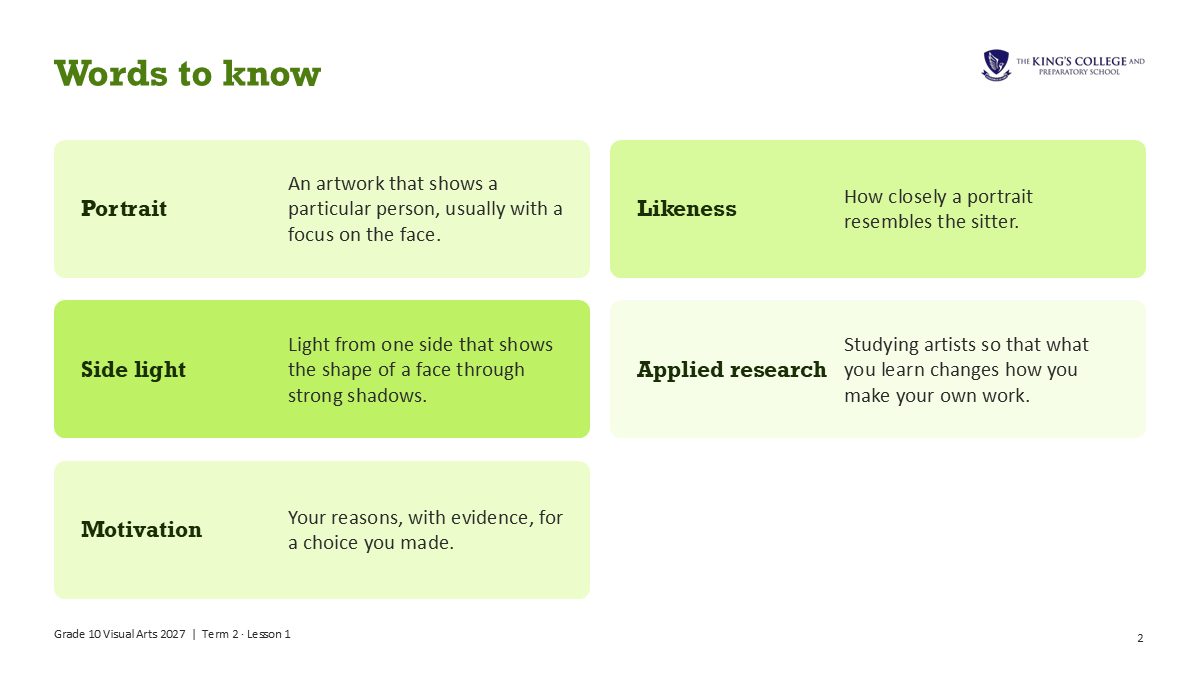 Words to know
THE KING'S COLLEGE AND
PREPARATORY SCHOOL
Portrait
An artwork that shows a
particular person, usually with a
focus on the face.
Likeness
How closely a portrait
resembles the sitter.
Side light
Light from one side that shows
the shape of a face through
strong shadows.
Applied research
Studying artists so that what
you learn changes how you
make your own work.
Motivation
Your reasons, with evidence, for
a choice you made.
Grade 10 Visual Arts 2027 | Term 2 · Lesson 1
2